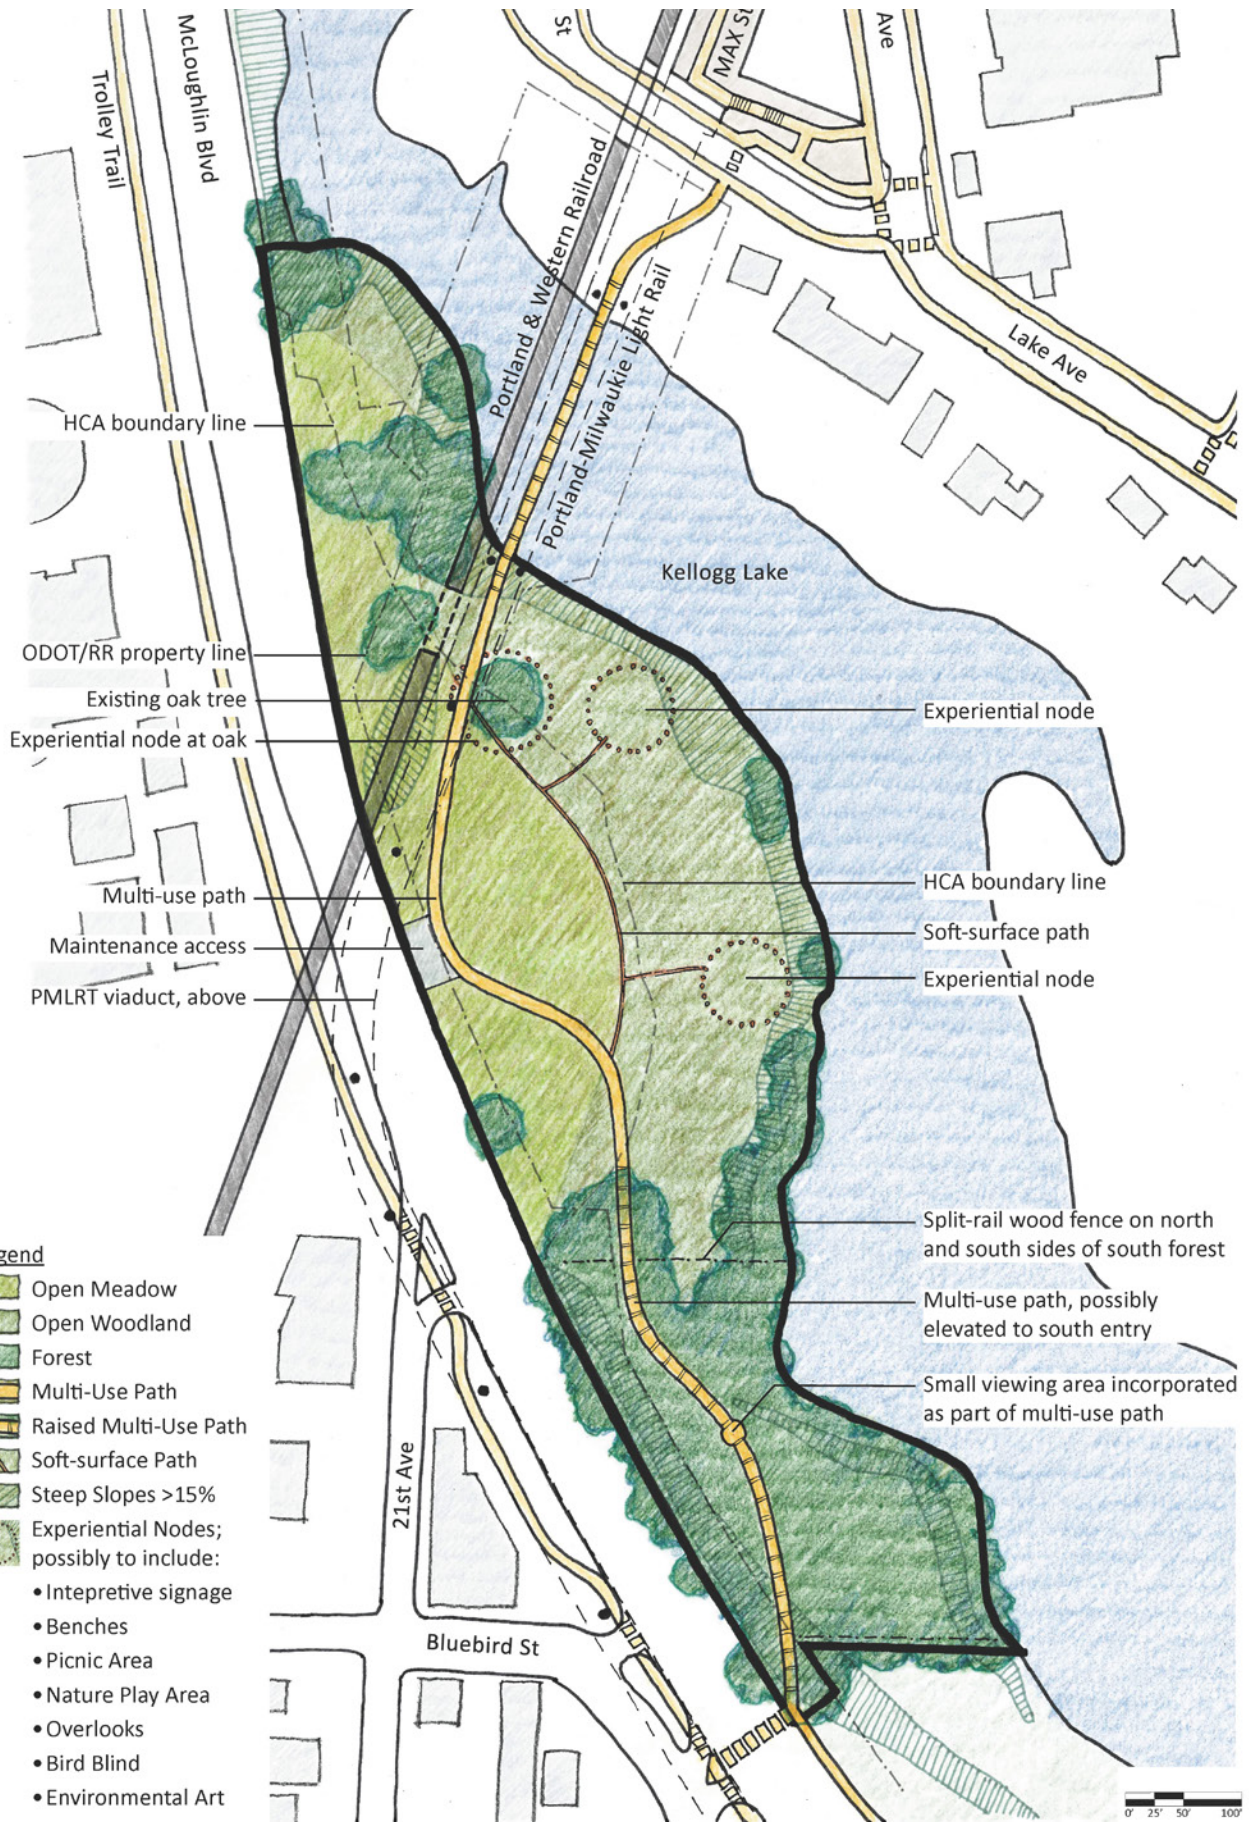 McLoughlin Blvd
Trolley Trail
St
MAX St
Ave
Portland & Western Railroad
Portland-Milwaukie Light Rail
Lake Ave
HCA boundary line
Kellogg Lake
ODOT/RR property line
Existing oak tree
Experiential node at oak
Experiential node
Multi-use path
Maintenance access
PMLRT viaduct, above
HCA boundary line
Soft-surface path
Experiential node
Split-rail wood fence on north
and south sides of south forest
Multi-use path, possibly
elevated to south entry
Small viewing area incorporated
as part of multi-use path
gend
Open Meadow
Open Woodland
Forest
Multi-Use Path
Raised Multi-Use Path
Soft-surface Path
Steep Slopes >15%
Experiential Nodes;
possibly to include:
• Intepretive signage
• Benches
• Picnic Area
• Nature Play Area
• Overlooks
• Bird Blind
• Environmental Art
21st Ave
Bluebird St
0' 25' 50' 100'